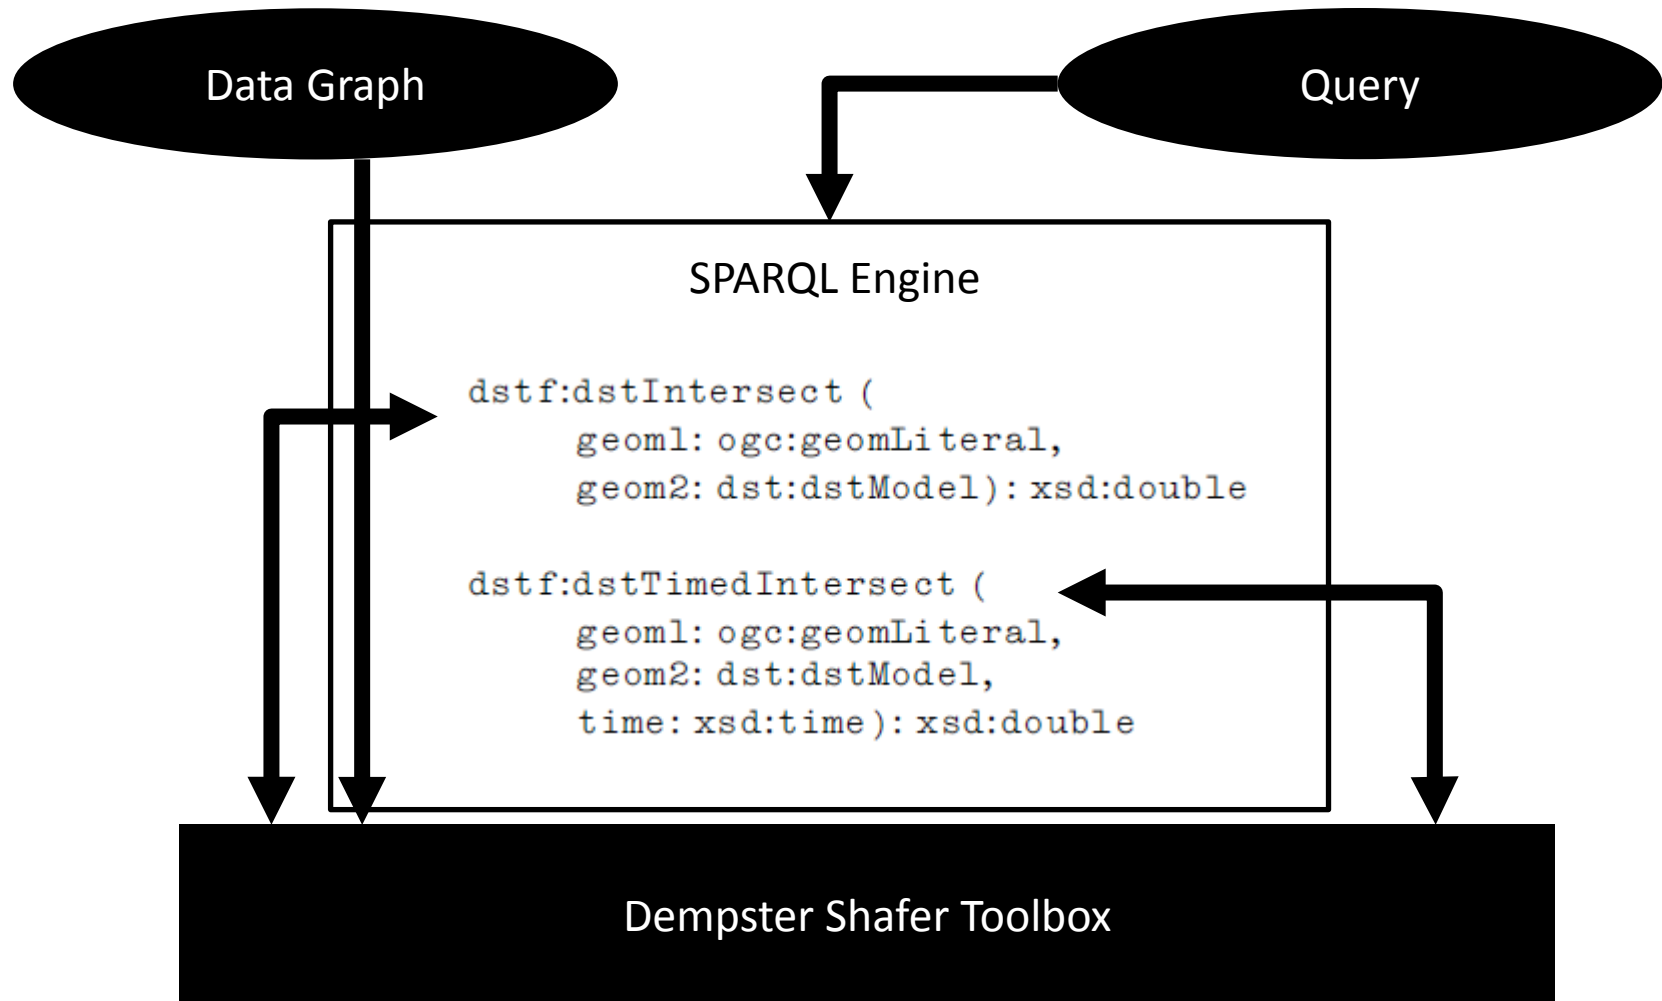 Data Graph
Query
SPARQL Engine
dstf:dstIntersect (
geom1: ogc:geomLiteral,
geom2: dst:dstModel): xsd:double
dstf:dstTimedIntersect (
geom1: ogc:geomLiteral,
geom2: dst:dstModel,
time: xsd:time): xsd:double
Dempster Shafer Toolbox